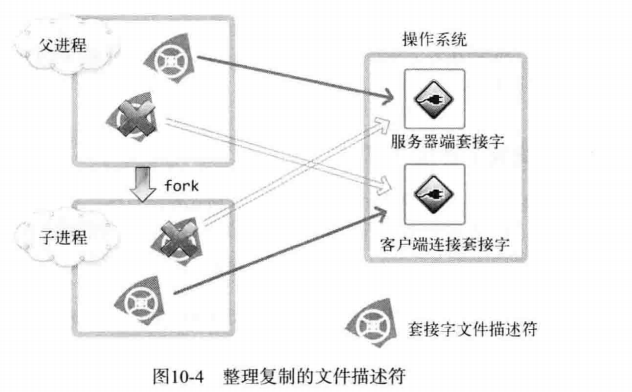 父进程
操作系统
服务器端套接字
fork
子进程
客户端连接套接字
套接字文件描述符
图10-4 整理复制的文件描述符